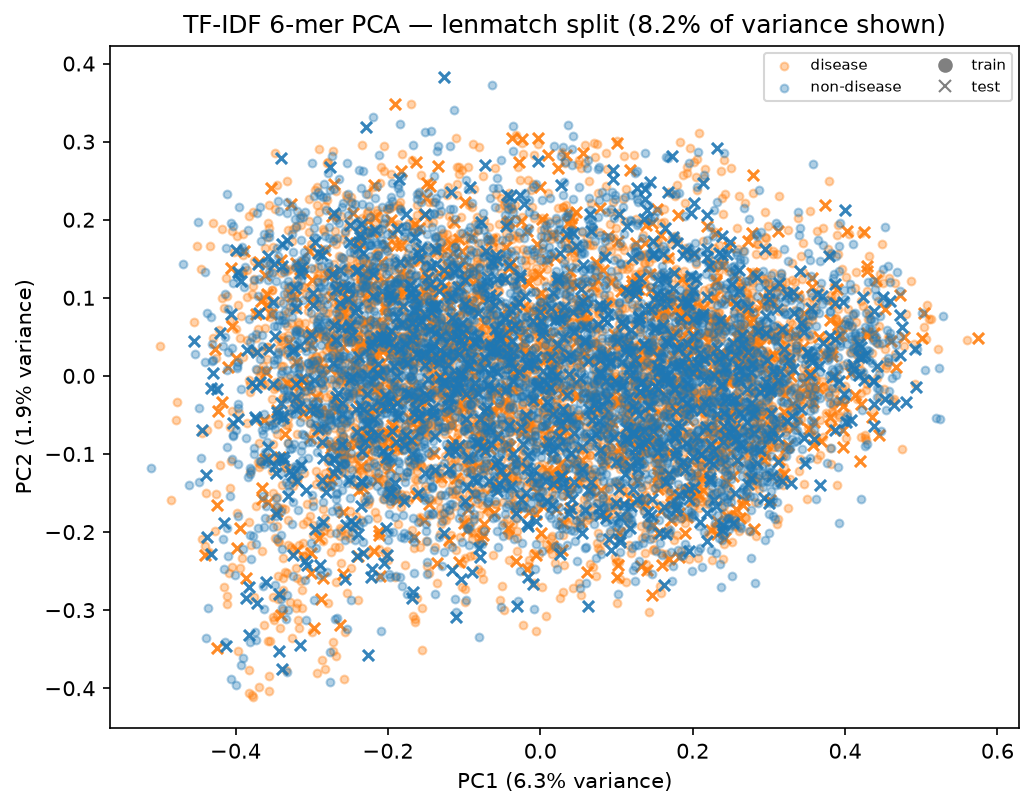 TF-IDF 6-mer PCA — lenmatch split (8.2% of variance shown)
disease train
non-disease test
0.4
0.3
0.2
0.1
0.0
−0.1
−0.2
−0.3
−0.4
PC2 (1.9% variance)
−0.4 −0.2 0.0 0.2 0.4 0.6
PC1 (6.3% variance)